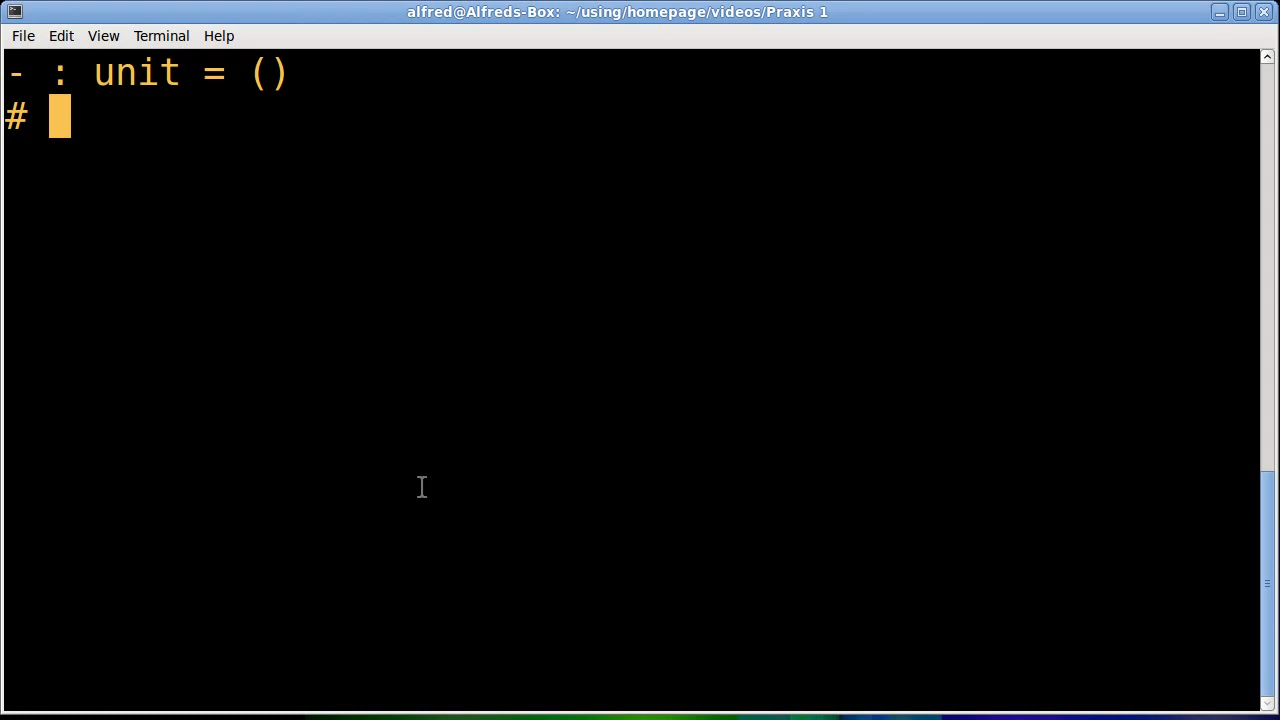 alfred@Alfreds-Box: ~/using/homepage/videos/Praxis 1
File Edit View Terminal Help
- : unit = ()
#